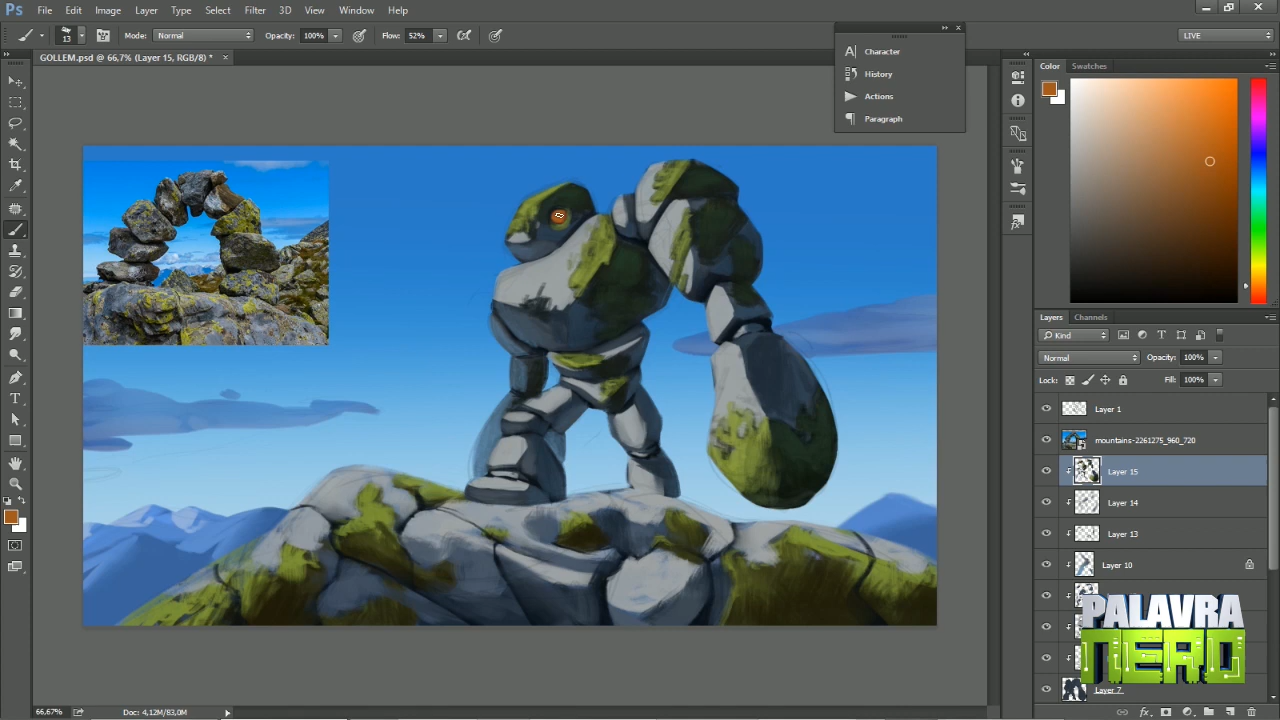 Ps File Edit Image Layer Type Select Filter 3D View Window Help
13 Mode: Normal Opacity: 100% Flow: 52% LIVE
GOLLEM.psd @ 66,7% (Layer 15, RGB/8) *
Character
History
Actions
Paragraph
Color Swatches
Layers Channels
Kind
Normal Opacity: 100%
Lock: Fill: 100%
Layer 1
mountains-2261275_960_720
Layer 15
Layer 14
Layer 13
Layer 10
PALAVRA
NERD
Layer 7
66,67% Doc: 4,12M/83,0M